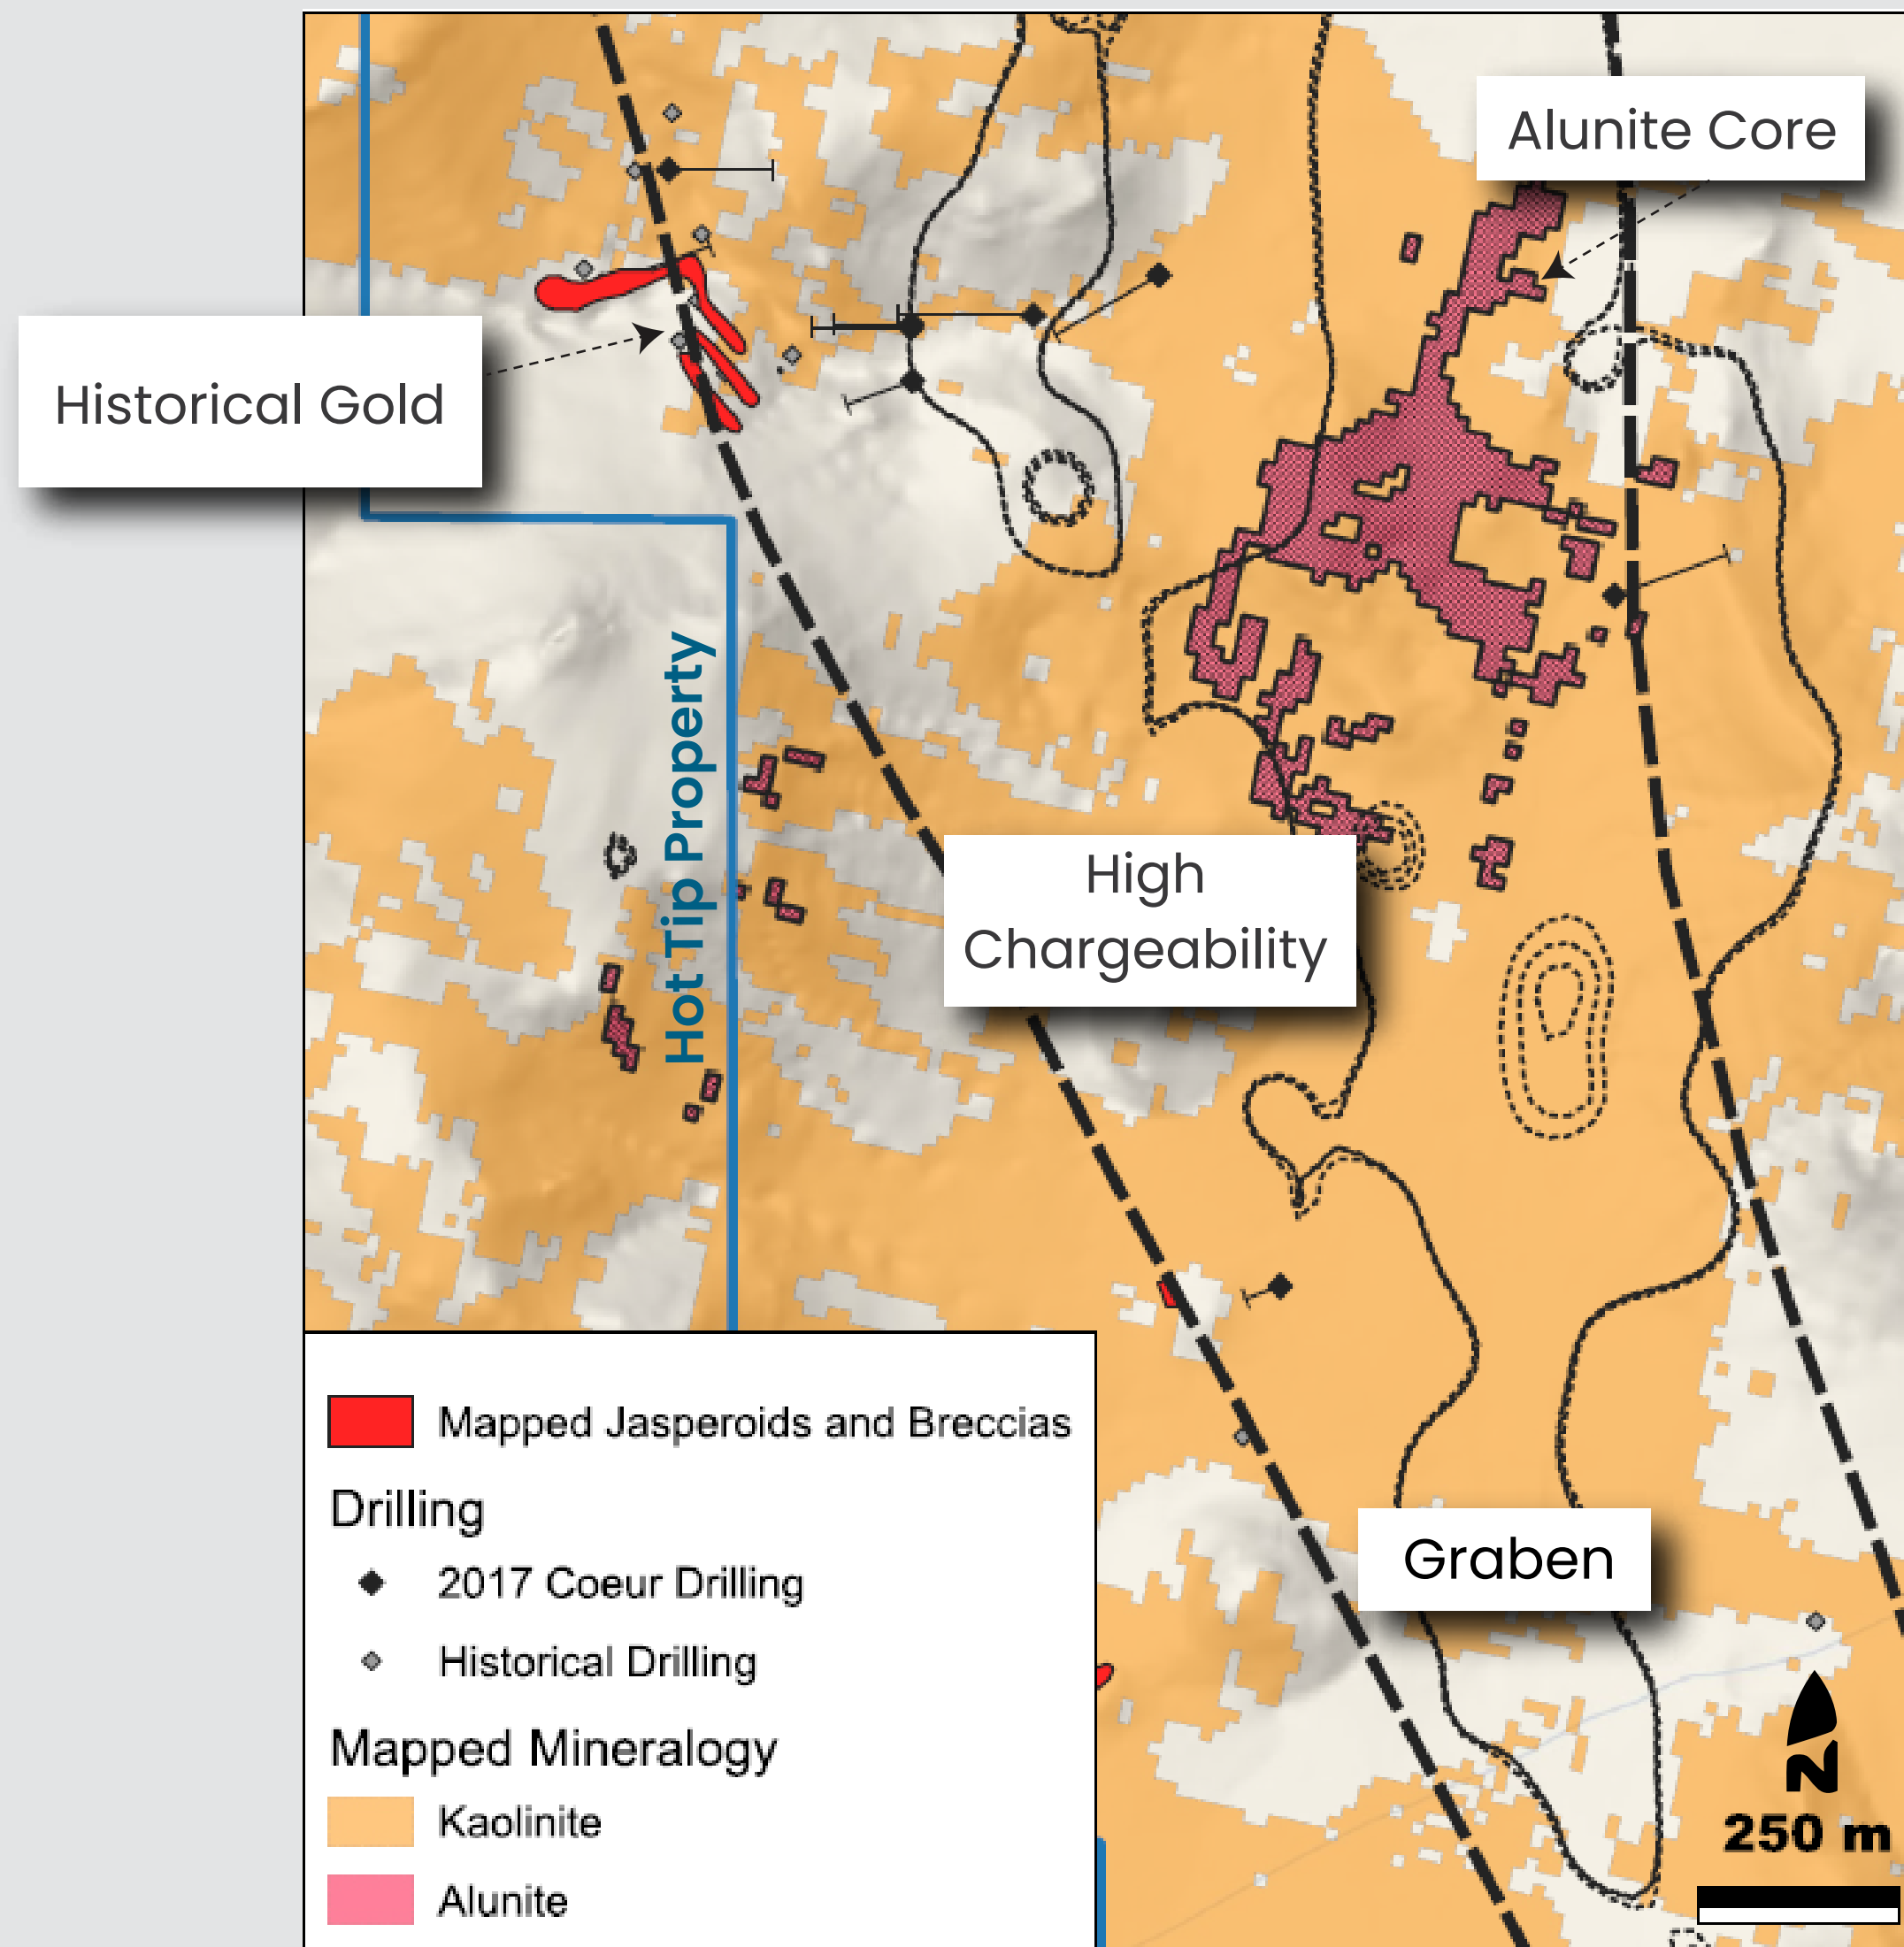 Alunite Core
Historical Gold
Hot Tip Property
High
Chargeability
Graben
Mapped Jasperoids and Breccias
Drilling
2017 Coeur Drilling
Historical Drilling
Mapped Mineralogy
Kaolinite
Alunite
N
250 m